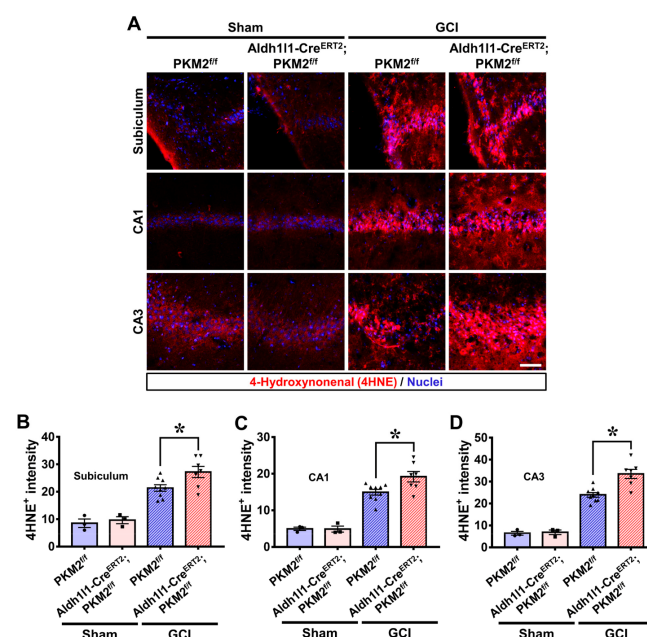 A
Sham
GCI
PKM2f/f
Aldh1l1-CreERT2;
PKM2f/f
PKM2f/f
Aldh1l1-CreERT2;
PKM2f/f
Subiculum
CA1
CA3
4-Hydroxynonenal (4HNE) / Nuclei
B
4HNE+ intensity
40
30
20
10
0
Subiculum
*
PKM2f/f
Aldh1l1-CreERT2;
PKM2f/f
PKM2f/f
Aldh1l1-CreERT2;
PKM2f/f
Sham
GCI
C
4HNE+ intensity
30
20
10
0
CA1
*
PKM2f/f
Aldh1l1-CreERT2;
PKM2f/f
PKM2f/f
Aldh1l1-CreERT2;
PKM2f/f
Sham
GCI
D
4HNE+ intensity
50
40
30
20
10
0
CA3
*
PKM2f/f
Aldh1l1-CreERT2;
PKM2f/f
PKM2f/f
Aldh1l1-CreERT2;
PKM2f/f
Sham
GCI